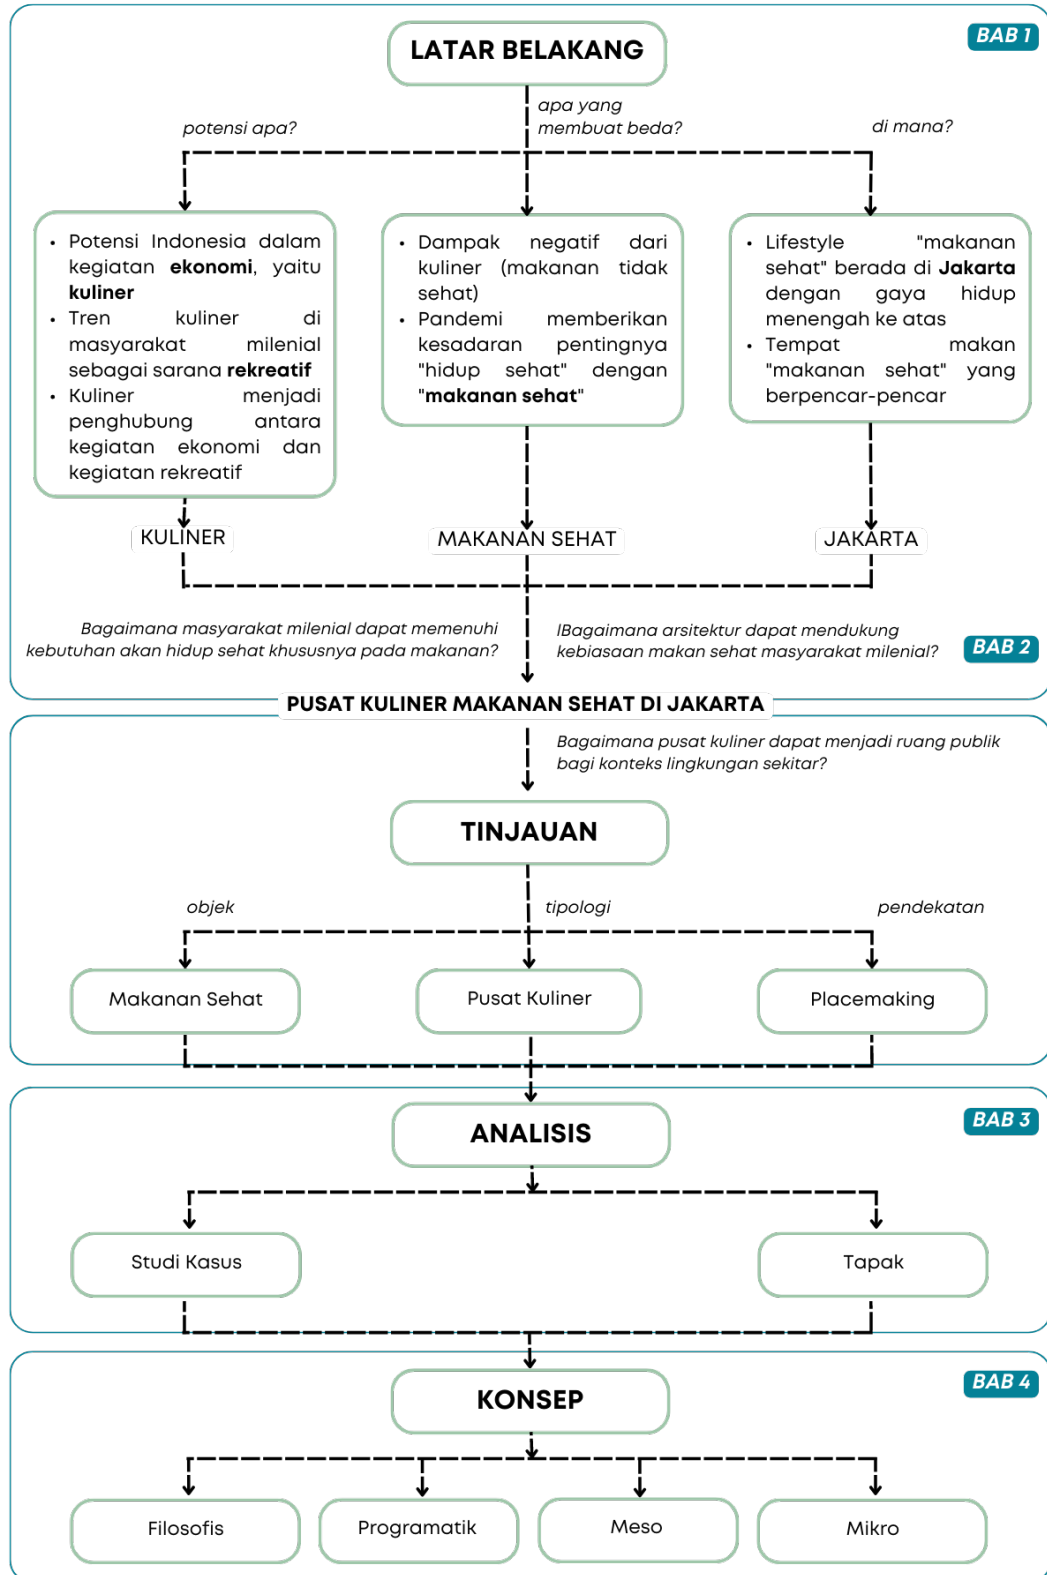 BAB 1
LATAR BELAKANG
potensi apa?
apa yang
membuat beda?
di mana?
• Potensi Indonesia dalam
kegiatan ekonomi, yaitu
kuliner
• Tren kuliner di
masyarakat milenial
sebagai sarana rekreatif
• Kuliner menjadi
penghubung antara
kegiatan ekonomi dan
kegiatan rekreatif
• Dampak negatif dari
kuliner (makanan tidak
sehat)
• Pandemi memberikan
kesadaran pentingnya
"hidup sehat" dengan
"makanan sehat"
• Lifestyle "makanan
sehat" berada di Jakarta
dengan gaya hidup
menengah ke atas
• Tempat makan
"makanan sehat" yang
berpencar-pencar
KULINER
MAKANAN SEHAT
JAKARTA
Bagaimana masyarakat milenial dapat memenuhi
kebutuhan akan hidup sehat khususnya pada makanan?
lBagaimana arsitektur dapat mendukung
kebiasaan makan sehat masyarakat milenial?
BAB 2
PUSAT KULINER MAKANAN SEHAT DI JAKARTA
Bagaimana pusat kuliner dapat menjadi ruang publik
bagi konteks lingkungan sekitar?
TINJAUAN
objek
tipologi
pendekatan
Makanan Sehat
Pusat Kuliner
Placemaking
BAB 3
ANALISIS
Studi Kasus
Tapak
BAB 4
KONSEP
Filosofis
Programatik
Meso
Mikro